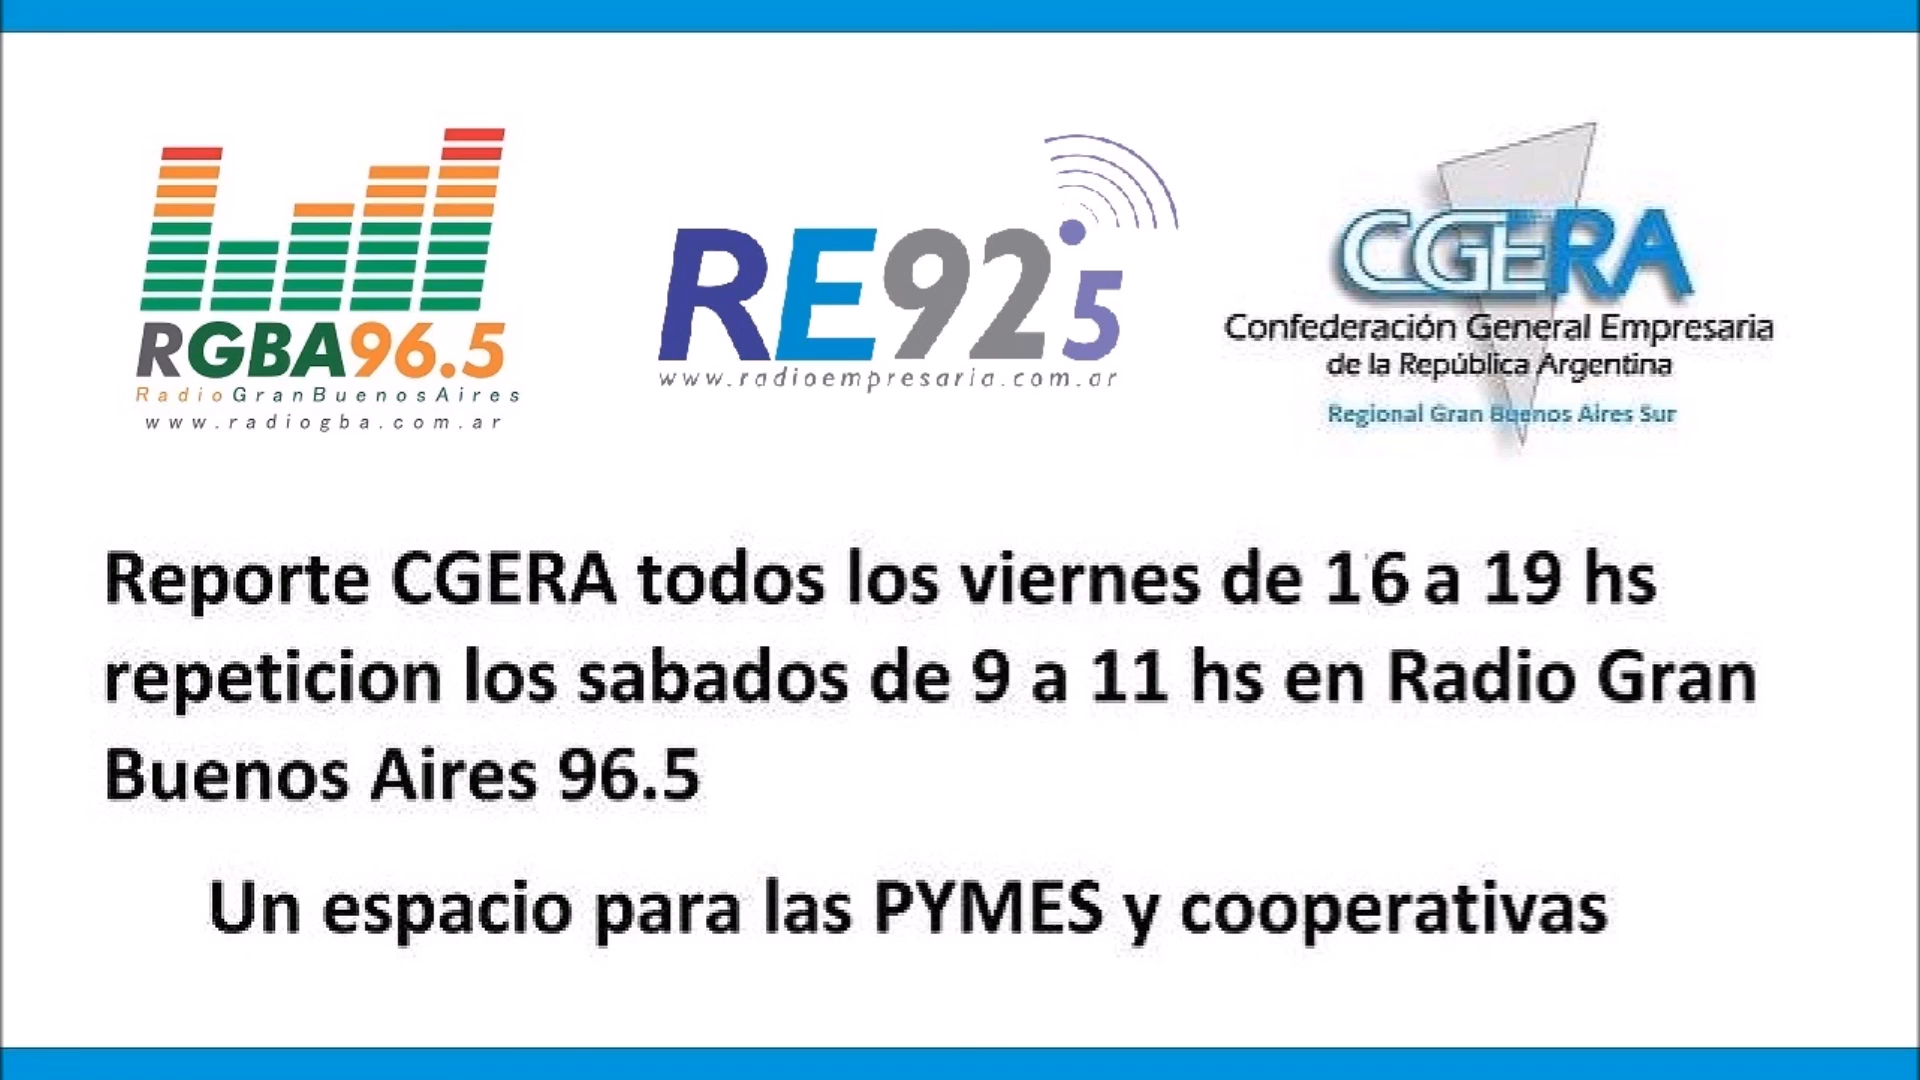 RGBA96.5
RadioGranBuenosAires
www.radiogba.com.ar
RE92.5
www.radioempresaria.com.ar
CGERA
Confederación General Empresaria
de la República Argentina
Regional Gran Buenos Aires Sur
Reporte CGERA todos los viernes de 16 a 19 hs
repeticion los sabados de 9 a 11 hs en Radio Gran
Buenos Aires 96.5
Un espacio para las PYMES y cooperativas